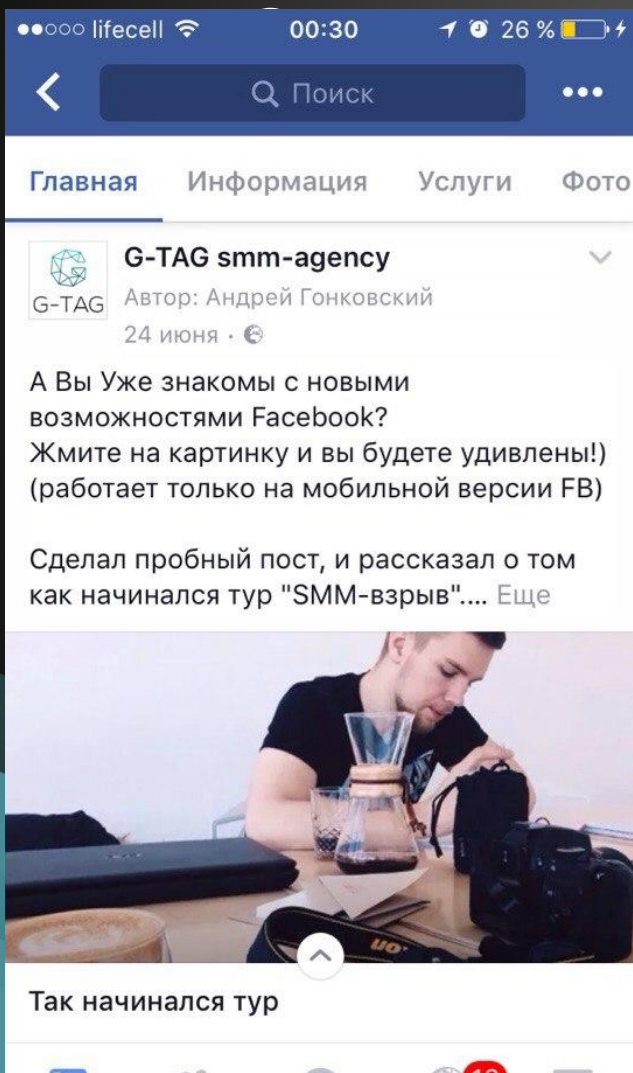 lifecell 00:30 26 %
Поиск
Главная Информация Услуги Фото
G-TAG smm-agency
G-TAG
Автор: Андрей Гонковский
24 июня ·
А Вы Уже знакомы с новыми
возможностями Facebook?
Жмите на картинку и вы будете удивлены!)
(работает только на мобильной версии FB)
Сделал пробный пост, и рассказал о том
как начинался тур "SMM-взрыв".... Еще
Так начинался тур